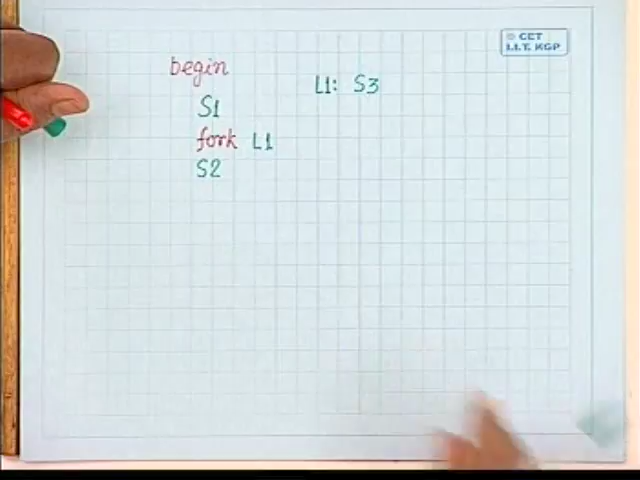 © CET
I.I.T. KGP
begin
L1: S3
S1
fork L1
S2